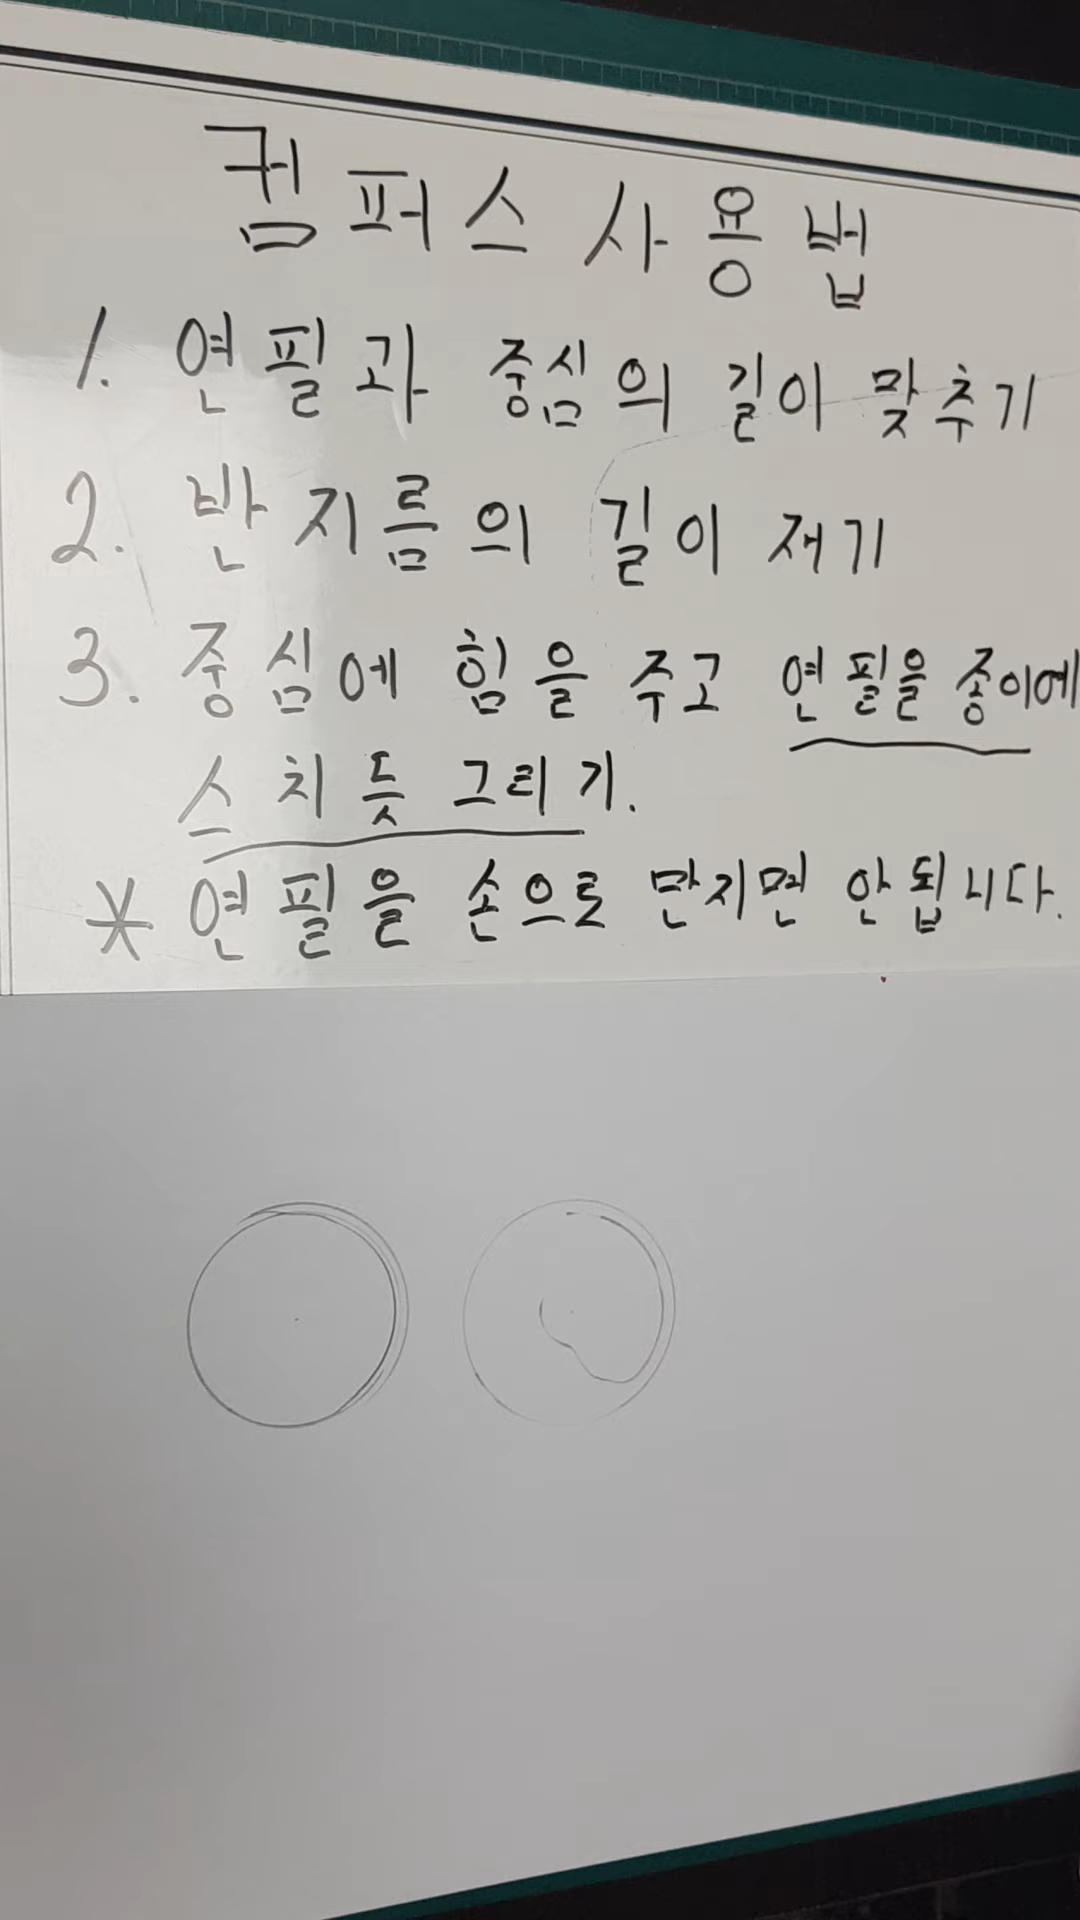 컴퍼스 사용법
1. 연필과 중심의 길이 맞추기
2. 반지름의 길이 재기
3. 중심에 힘을 주고 연필을 종이에
스치듯 그리기.
* 연필을 손으로 만지면 안됩니다.